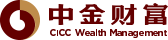 中金财富
CICC Wealth Management